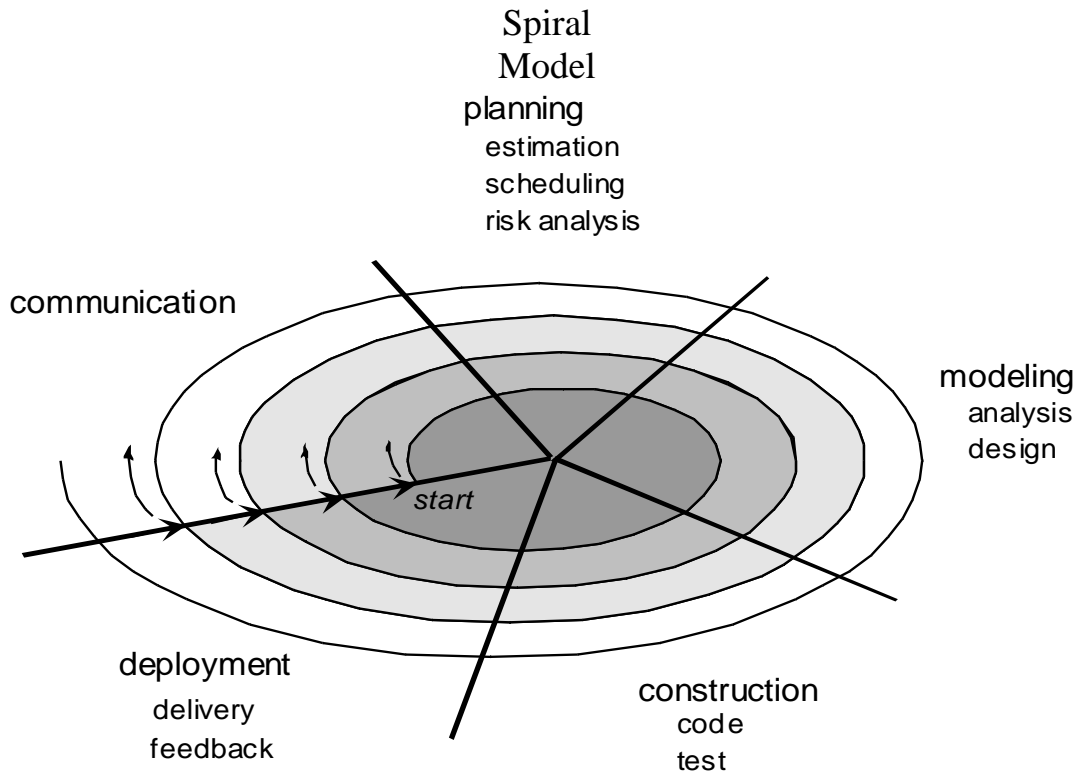 Spiral
Model
planning
estimation
scheduling
risk analysis
communication
modeling
analysis
design
start
deployment
delivery
feedback
construction
code
test